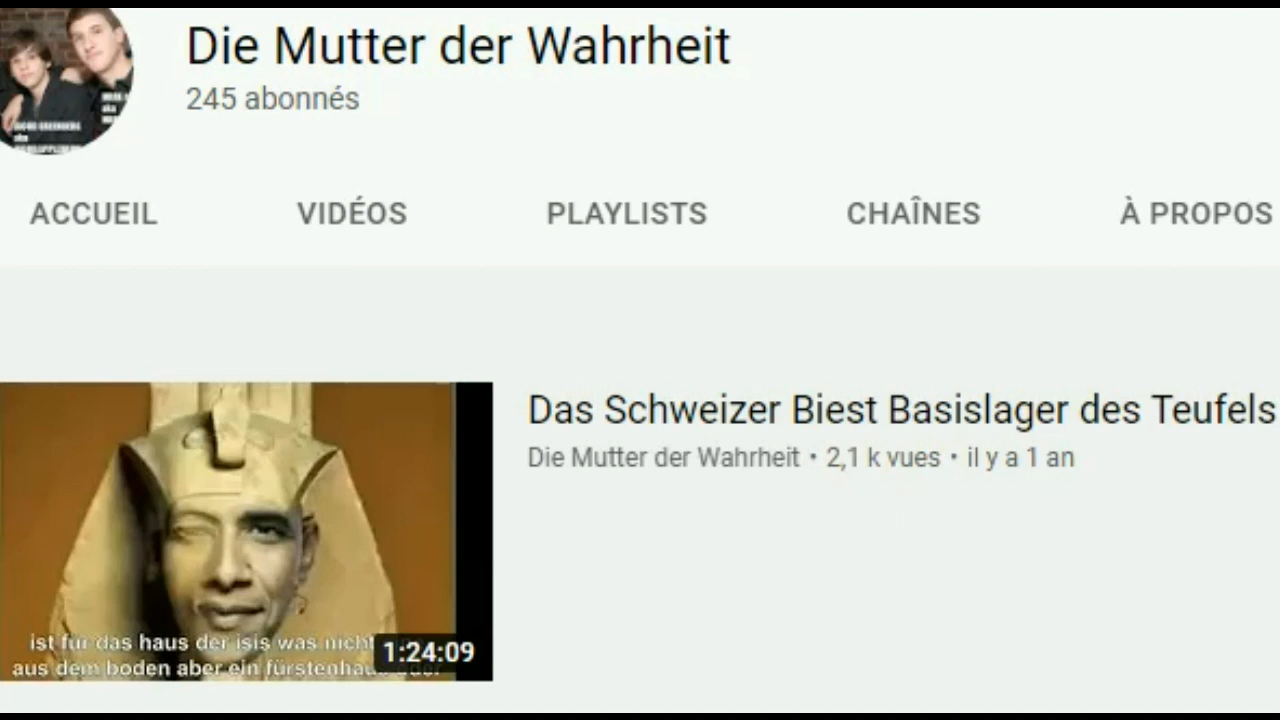 Die Mutter der Wahrheit
245 abonnés
ACCUEIL VIDÉOS PLAYLISTS CHAÎNES À PROPOS
Das Schweizer Biest Basislager des Teufels
Die Mutter der Wahrheit • 2,1 k vues • il y a 1 an
ist für das haus der isis was nicht
aus dem boden aber ein fürstenhaus oder
1:24:09